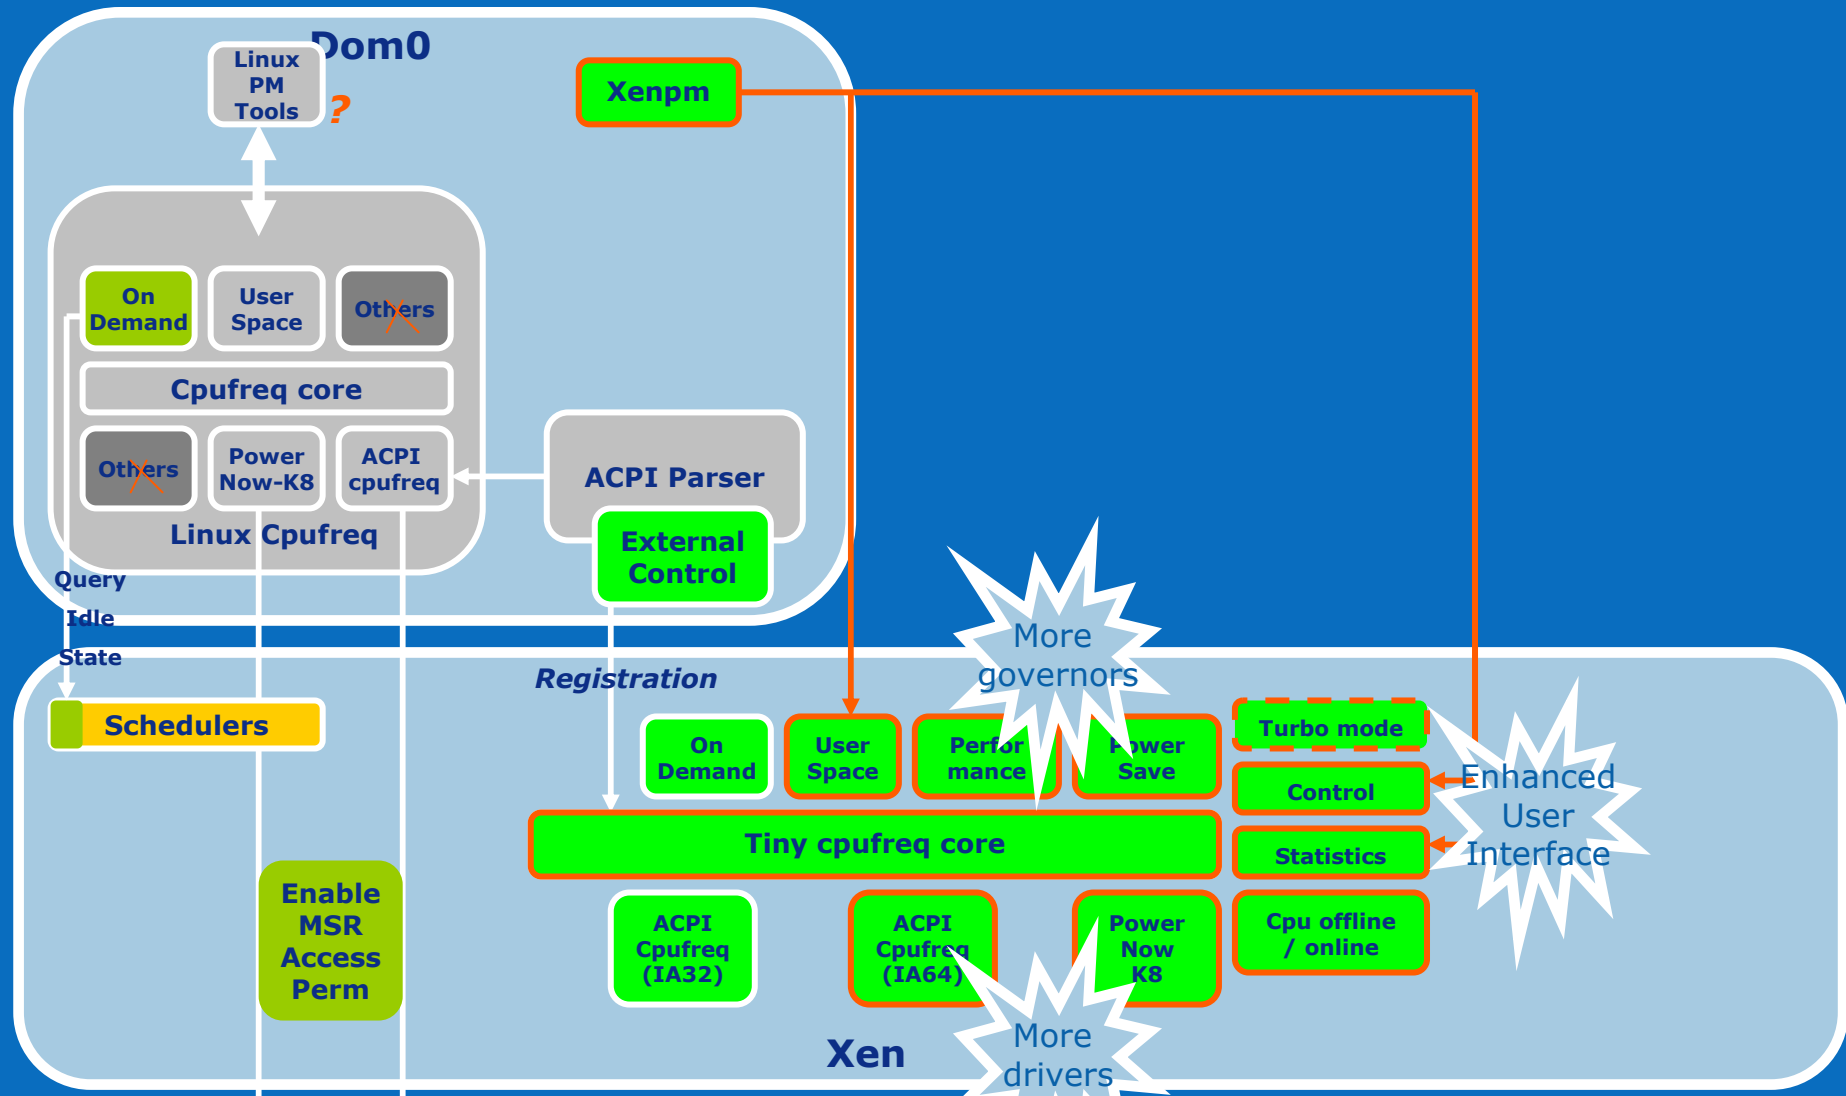 Dom0
Linux
PM
Tools
?
Xenpm
On
Demand
User
Space
Others
Cpufreq core
Others
Power
Now-K8
ACPI
cpufreq
Linux Cpufreq
ACPI Parser
External
Control
Query
Idle
State
Registration
More
governors
Schedulers
On
Demand
User
Space
Perfor
mance
Power
Save
Turbo mode
Control
Statistics
Enhanced
User
Interface
Tiny cpufreq core
Enable
MSR
Access
Perm
ACPI
Cpufreq
(IA32)
ACPI
Cpufreq
(IA64)
Power
Now
K8
Cpu offline
/ online
Xen
More
drivers